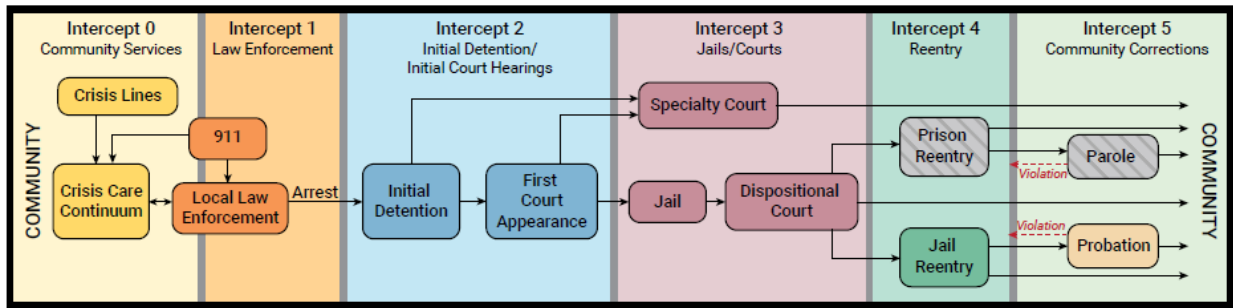 Intercept 0
Community Services
Intercept 1
Law Enforcement
Intercept 2
Initial Detention/
Initial Court Hearings
Intercept 3
Jails/Courts
Intercept 4
Reentry
Intercept 5
Community Corrections
COMMUNITY
Crisis Lines
Crisis Care
Continuum
911
Local Law
Enforcement
Arrest
Initial
Detention
First
Court
Appearance
Specialty Court
Jail
Dispositional
Court
Prison
Reentry
Violation
Parole
Jail
Reentry
Violation
Probation
COMMUNITY